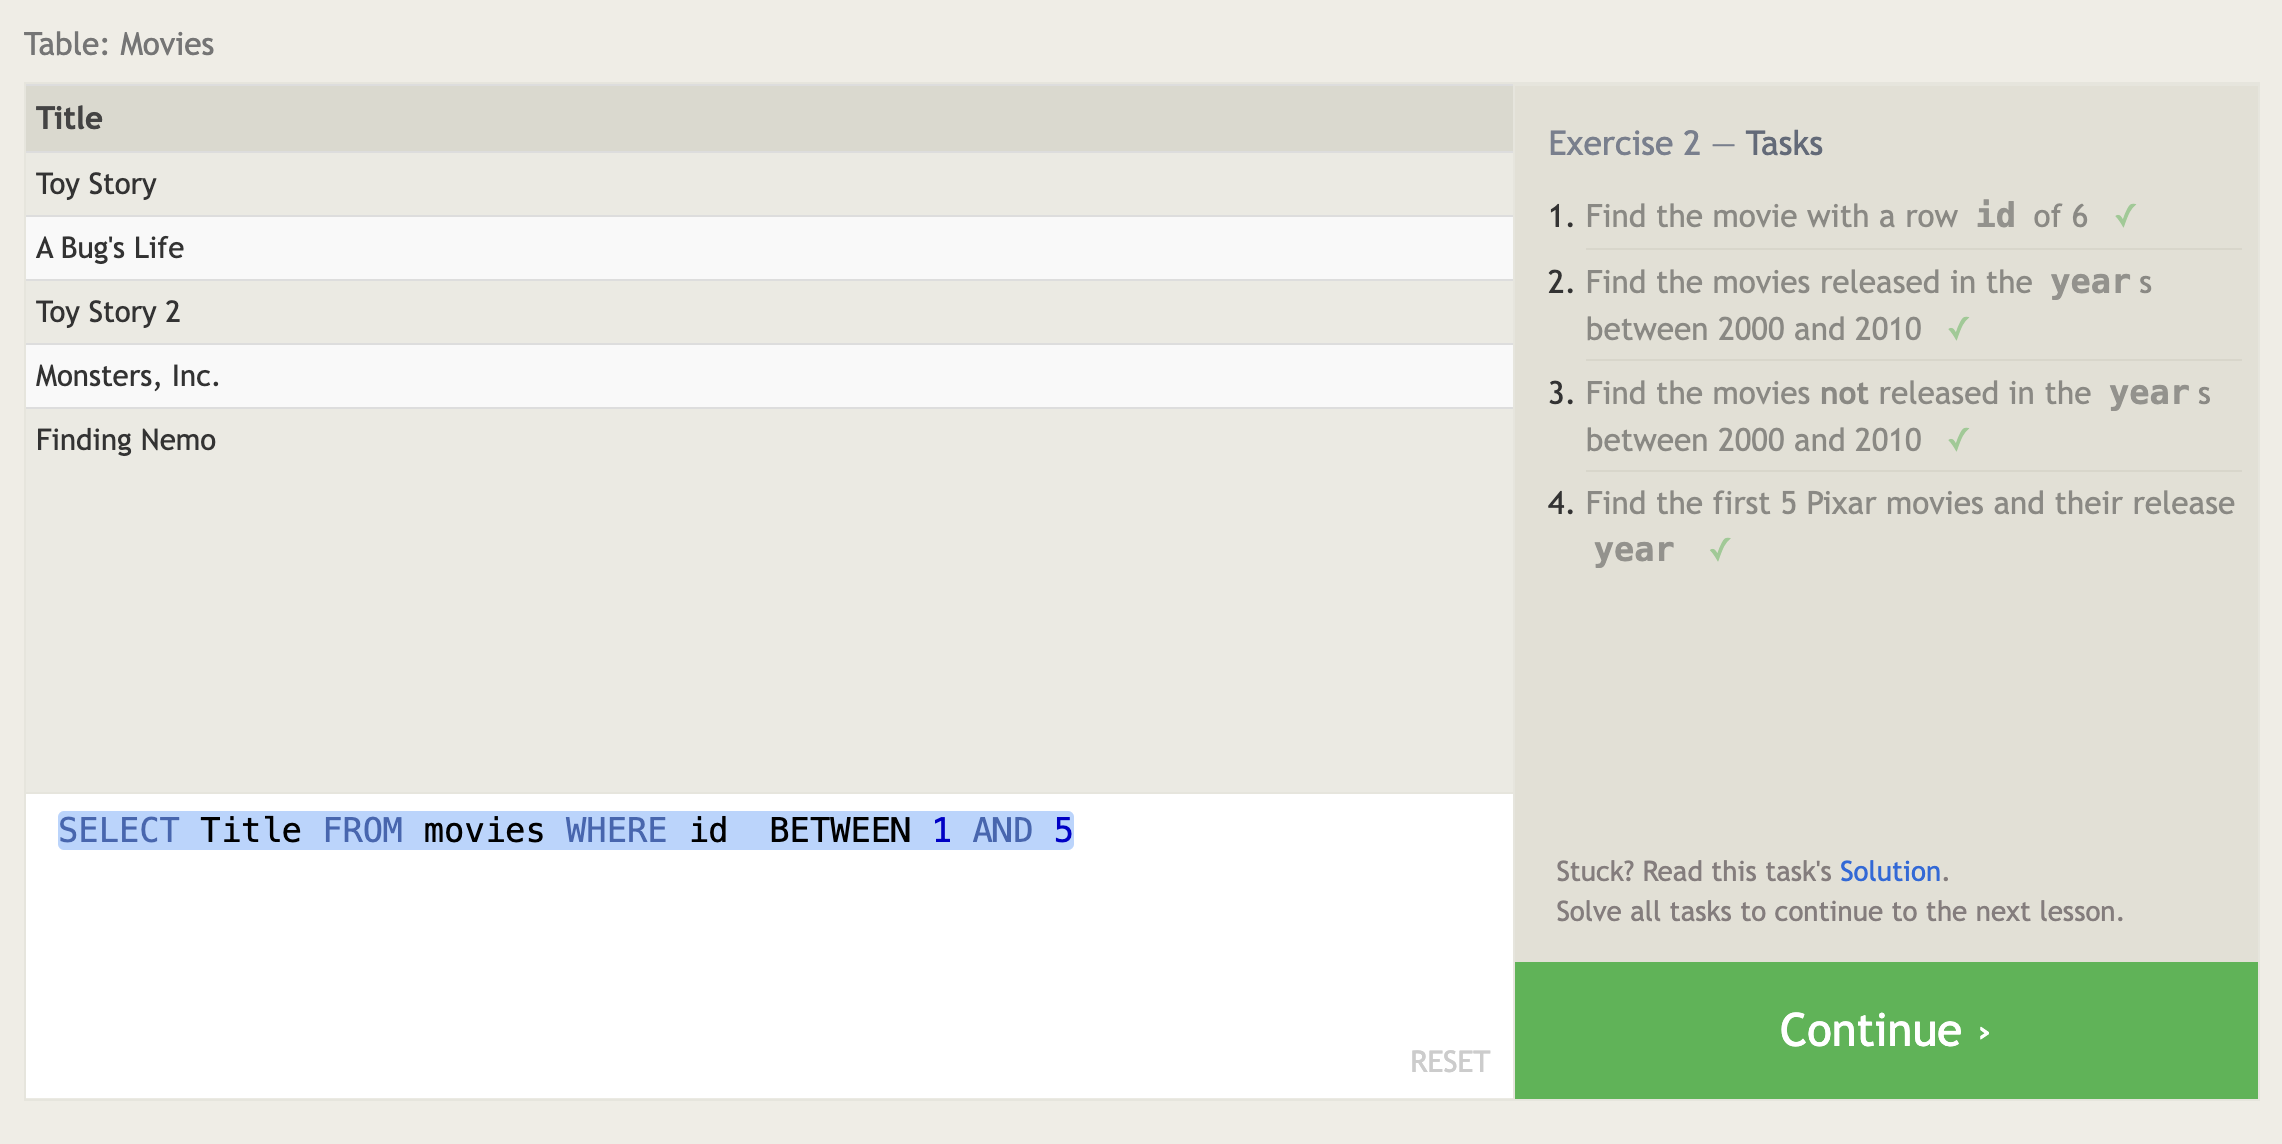 Table: Movies
Title
Toy Story
A Bug's Life
Toy Story 2
Monsters, Inc.
Finding Nemo
SELECT Title FROM movies WHERE id  BETWEEN 1 AND 5
RESET
Exercise 2 — Tasks
1. Find the movie with a row id of 6 ✓
2. Find the movies released in the years
between 2000 and 2010 ✓
3. Find the movies not released in the years
between 2000 and 2010 ✓
4. Find the first 5 Pixar movies and their release
year ✓
Stuck? Read this task's Solution.
Solve all tasks to continue to the next lesson.
Continue ›